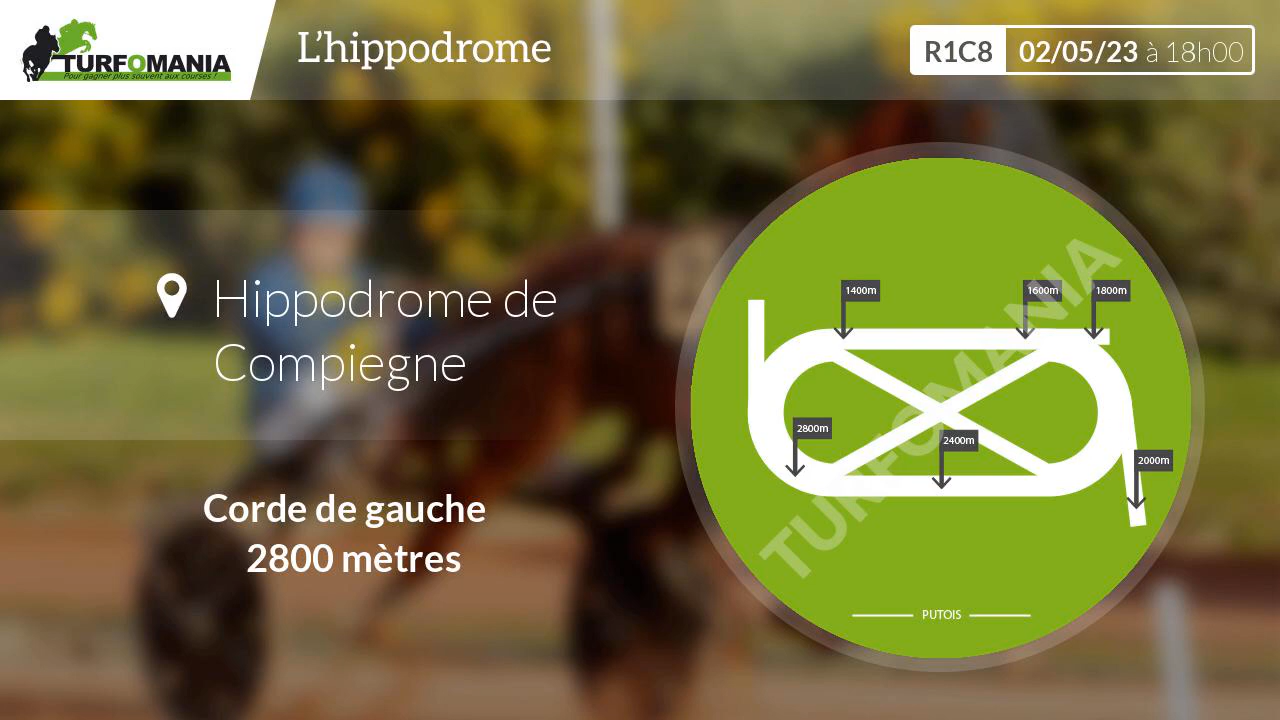 TURFOMANIA
Pour gagner plus souvent aux courses !
L'hippodrome
R1C8 02/05/23 à 18h00
Hippodrome de
Compiegne
Corde de gauche
2800 mètres
1400m
1600m
1800m
2800m
2400m
2000m
TURFOMANIA
PUTOIS